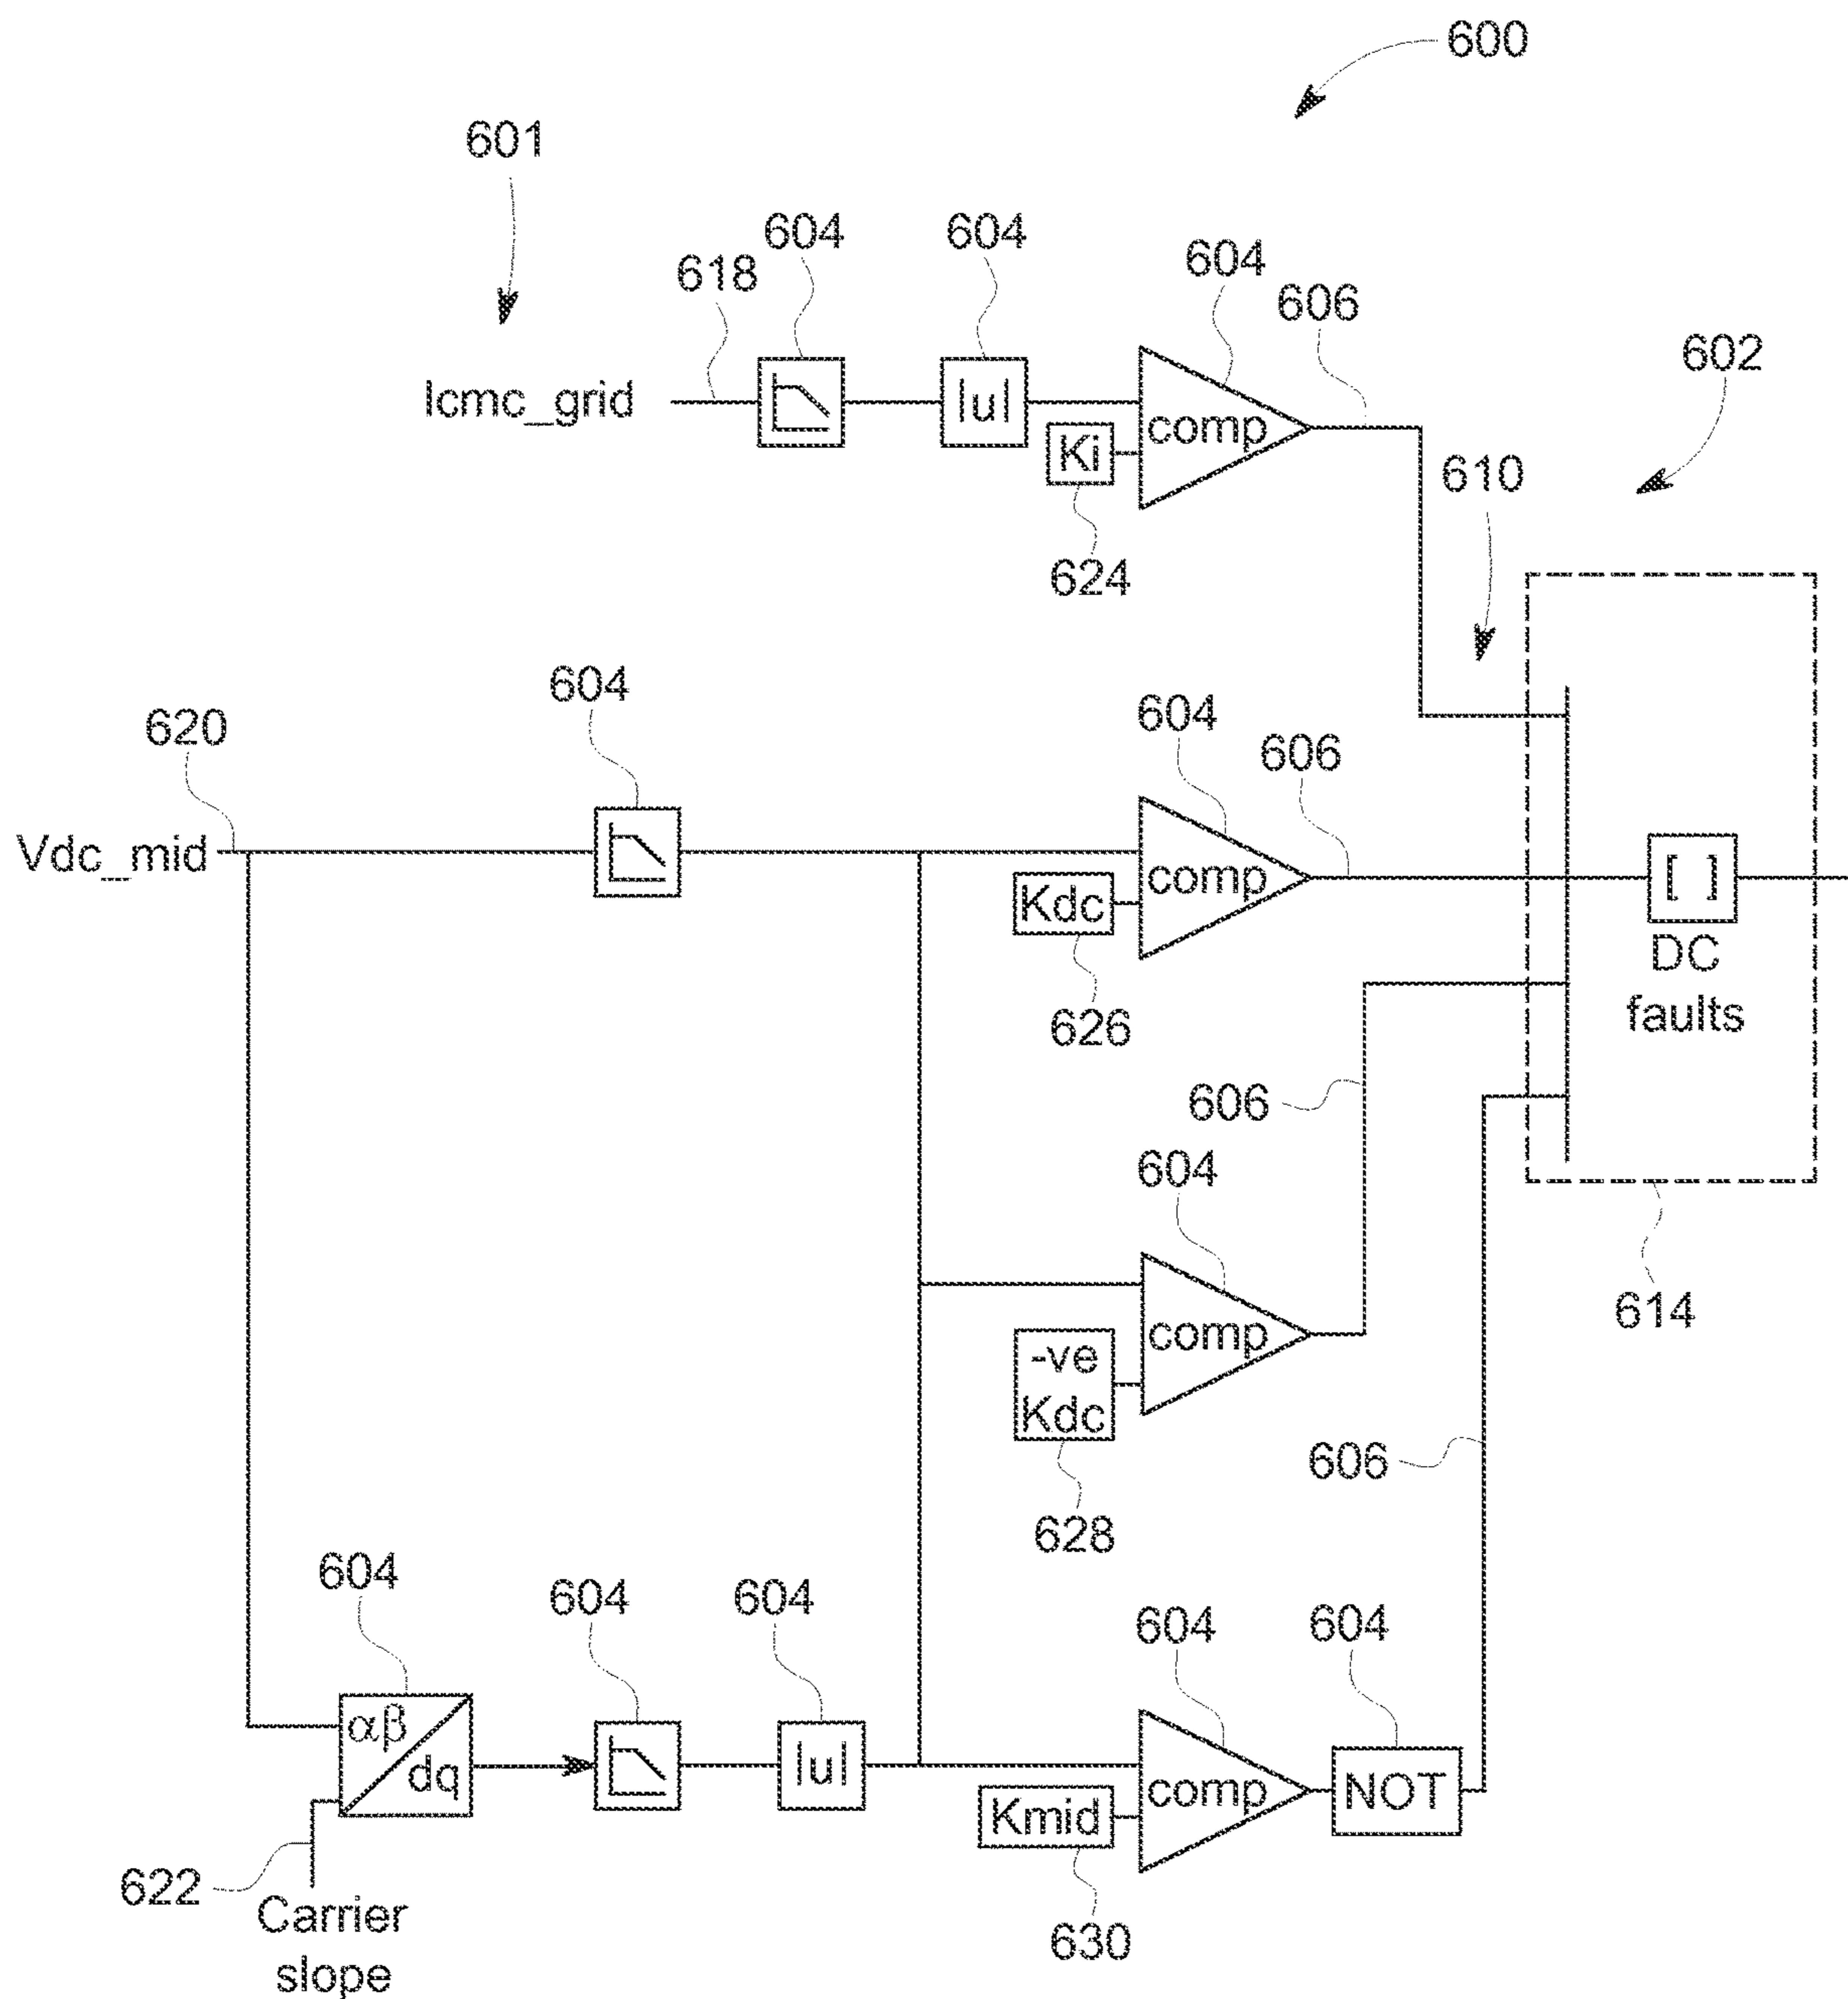 600
601
604
604
618
604
606
602
Icmc_grid
|u|
comp
Ki
610
624
604
604
620
606
Vdc_mid
comp
Kdc
[ ]
DC
faults
626
606
604
614
comp
-ve
Kdc
606
628
604
604
604
604
604
αβ
dq
|u|
comp
NOT
Kmid
622
Carrier
slope
630